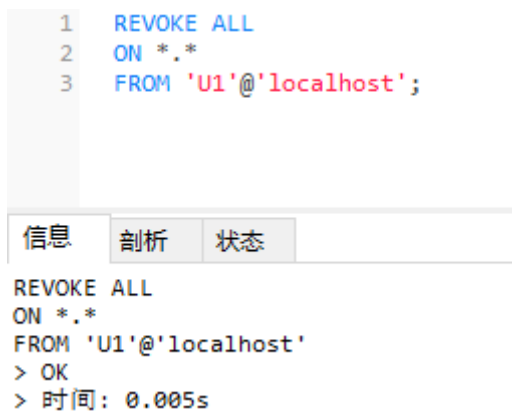 1 REVOKE ALL
2 ON *.*
3 FROM 'U1'@'localhost';
信息 剖析 状态
REVOKE ALL
ON *.*
FROM 'U1'@'localhost'
> OK
> 时间: 0.005s